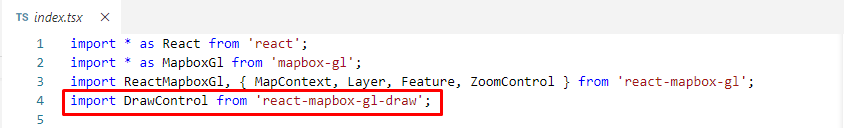 TS index.tsx ×
1 import * as React from 'react';
2 import * as MapboxGl from 'mapbox-gl';
3 import ReactMapboxGl, { MapContext, Layer, Feature, ZoomControl } from 'react-mapbox-gl';
4 import DrawControl from 'react-mapbox-gl-draw';
5